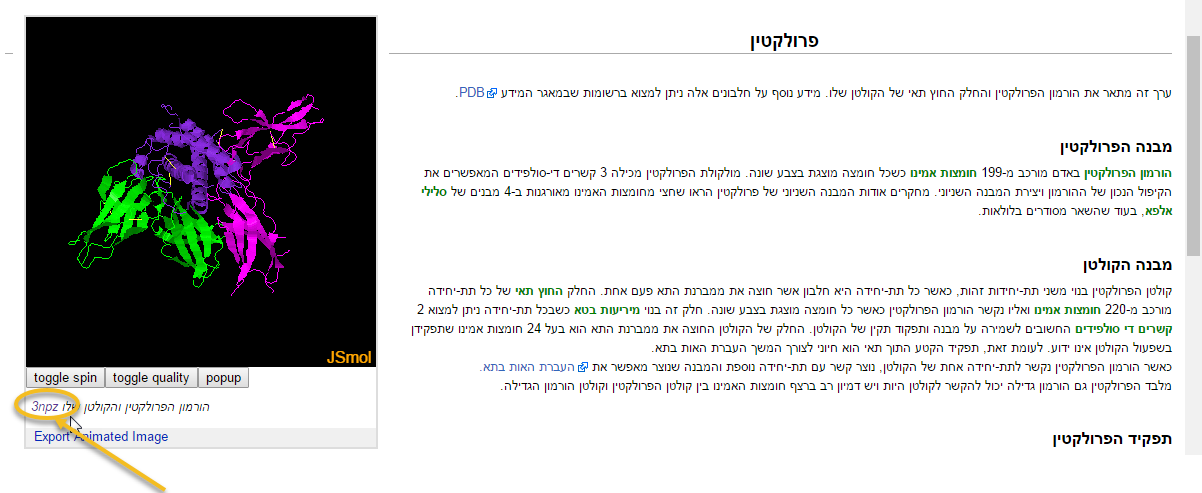 פרולקטין
ערך זה מתאר את הורמון הפרולקטין והחלק החוץ תאי של הקולטן שלו. מידע נוסף על חלבונים אלה ניתן למצוא ברשומות שבמאגר המידע PDB.
מבנה הפרולקטין
הורמון הפרולקטין באדם מורכב מ-199 חומצות אמינו כשכל חומצה מוצגת בצבע שונה. מולקולת הפרולקטין מכילה 3 קשרים די-סולפידים המאפשרים את
הקיפול הנכון של ההורמון ויצירת המבנה השניוני. מחקרים אודות המבנה השניוני של פרולקטין הראו שחצי מחומצות האמינו מאורגנות ב-4 מבנים של סלילי
אלפא, בעוד שהשאר מסודרים בלולאות.
מבנה הקולטן
קולטן הפרולקטין בנוי משני תת-יחידות זהות, כאשר כל תת-יחידה היא חלבון אשר חוצה את ממברנת התא פעם אחת. החלק החוץ תאי של כל תת-יחידה
מורכב מ-220 חומצות אמינו ואליו נקשר הורמון הפרולקטין כאשר כל חומצה מוצגת בצבע שונה. חלק זה בנוי מיריעות בטא כשבכל תת-יחידה ניתן למצוא 2
קשרים די סולפידים החשובים לשמירה על מבנה ותפקוד תקין של הקולטן. החלק של הקולטן החוצה את ממברנת התא הוא בעל 24 חומצות אמינו שתפקידן
בשפעול הקולטן אינו ידוע. לעומת זאת, תפקיד הקטע התוך תאי הוא חיוני לצורך המשך העברת האות בתא.
כאשר הורמון הפרולקטין נקשר לתת-יחידה אחת של הקולטן, נוצר קשר עם תת-יחידה נוספת והמבנה שנוצר מאפשר את העברת האות בתא.
מלבד הפרולקטין גם הורמון גדילה יכול להקשר לקולטן היות ויש דמיון רב ברצף חומצות האמינו בין קולטן הפרולקטין וקולטן הורמון הגדילה.
תפקיד הפרולקטין
JSmol
toggle spin toggle quality popup
הורמון הפרולקטין והקולטן שלו 3npz
Export Animated Image